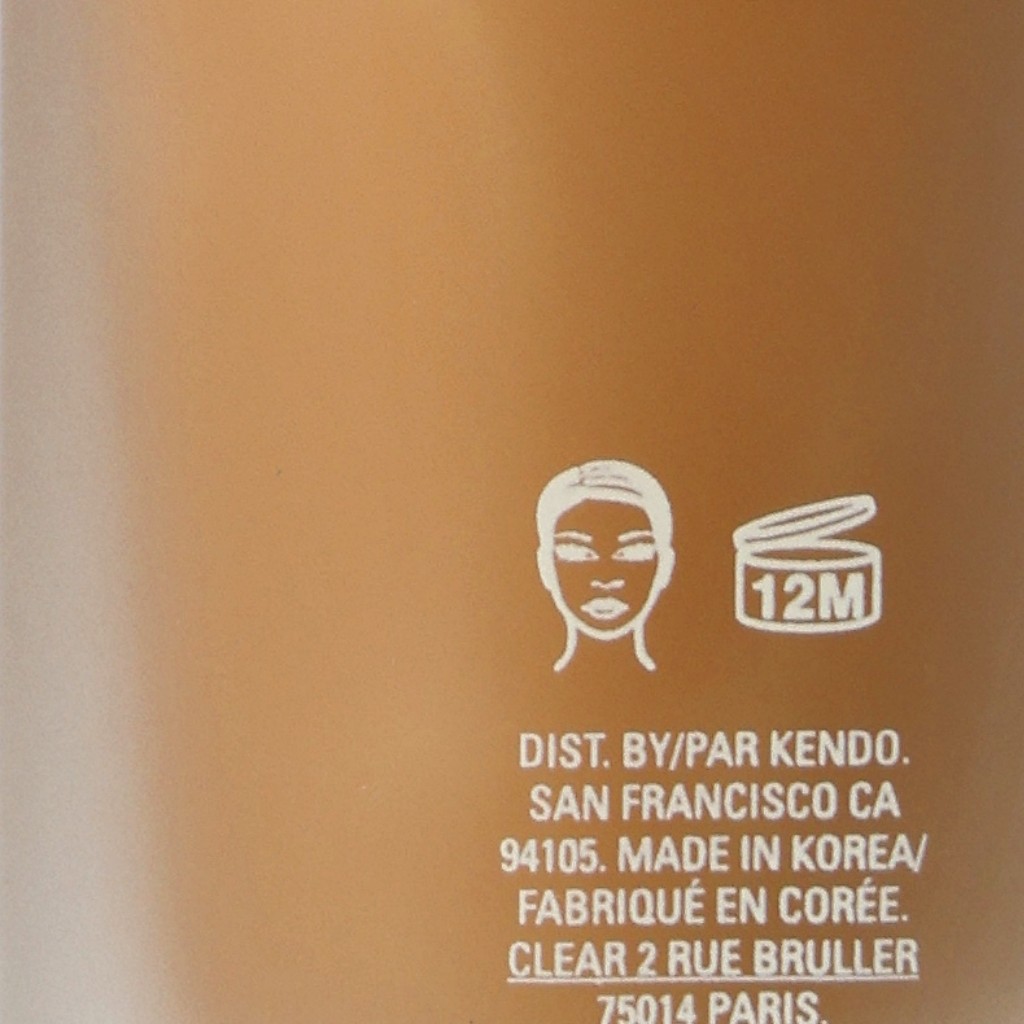 12M
DIST. BY/PAR KENDO.
SAN FRANCISCO CA
94105. MADE IN KOREA/
FABRIQUÉ EN CORÉE.
CLEAR 2 RUE BRULLER
75014 PARIS.